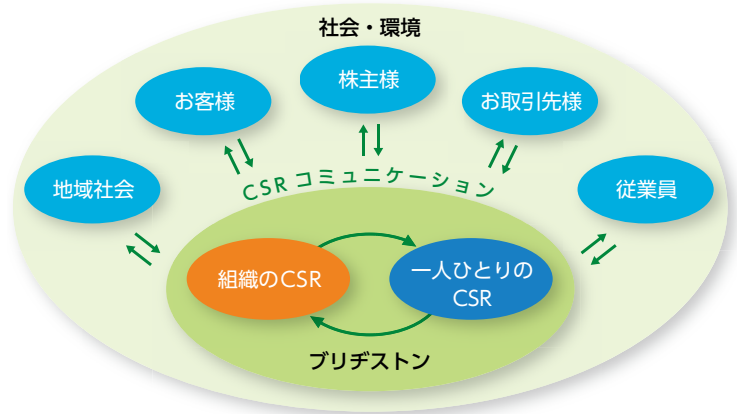 社会・環境
株主様
お客様
お取引先様
地域社会
従業員
CSRコミュニケーション
組織のCSR
一人ひとりの
CSR
ブリヂストン